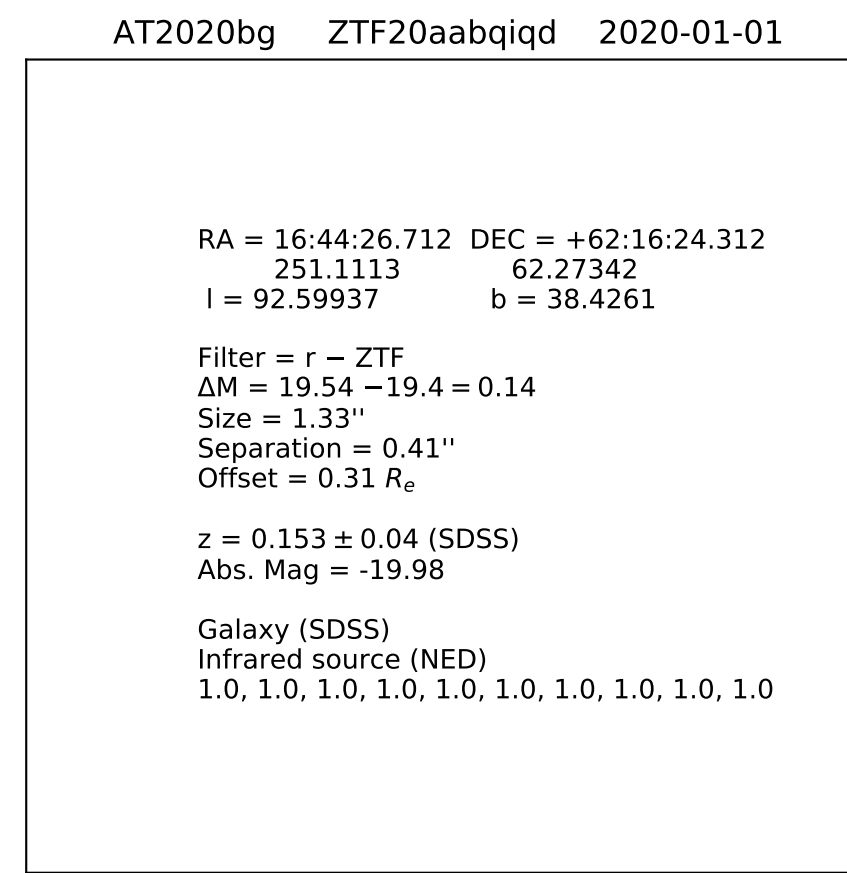 AT2020bg ZTF20aabqiqd 2020-01-01
RA = 16:44:26.712 DEC = +62:16:24.312
251.1113 62.27342
l = 92.59937 b = 38.4261
Filter = r − ZTF
ΔM = 19.54 −19.4 = 0.14
Size = 1.33''
Separation = 0.41''
Offset = 0.31 Rₑ
z = 0.153 ± 0.04 (SDSS)
Abs. Mag = -19.98
Galaxy (SDSS)
Infrared source (NED)
1.0, 1.0, 1.0, 1.0, 1.0, 1.0, 1.0, 1.0, 1.0, 1.0